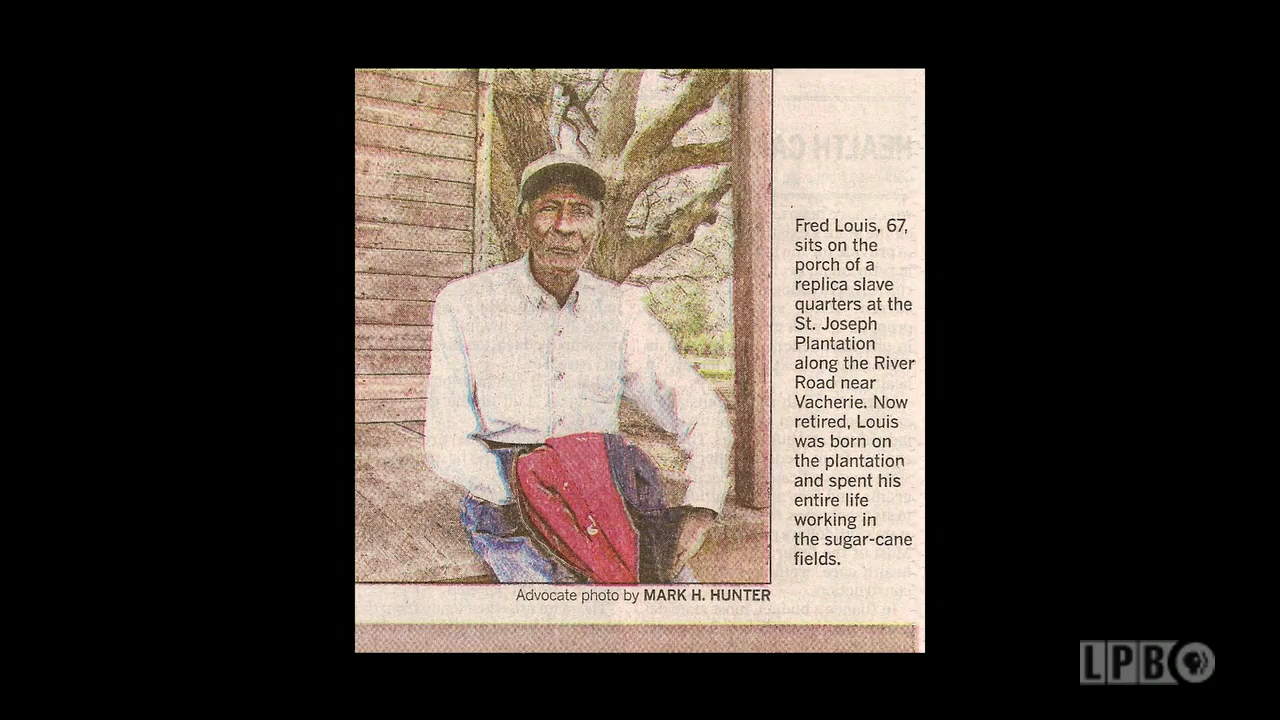 Fred Louis, 67,
sits on the
porch of a
replica slave
quarters at the
St. Joseph
Plantation
along the River
Road near
Vacherie. Now
retired, Louis
was born on
the plantation
and spent his
entire life
working in
the sugar-cane
fields.
Advocate photo by MARK H. HUNTER
LPB